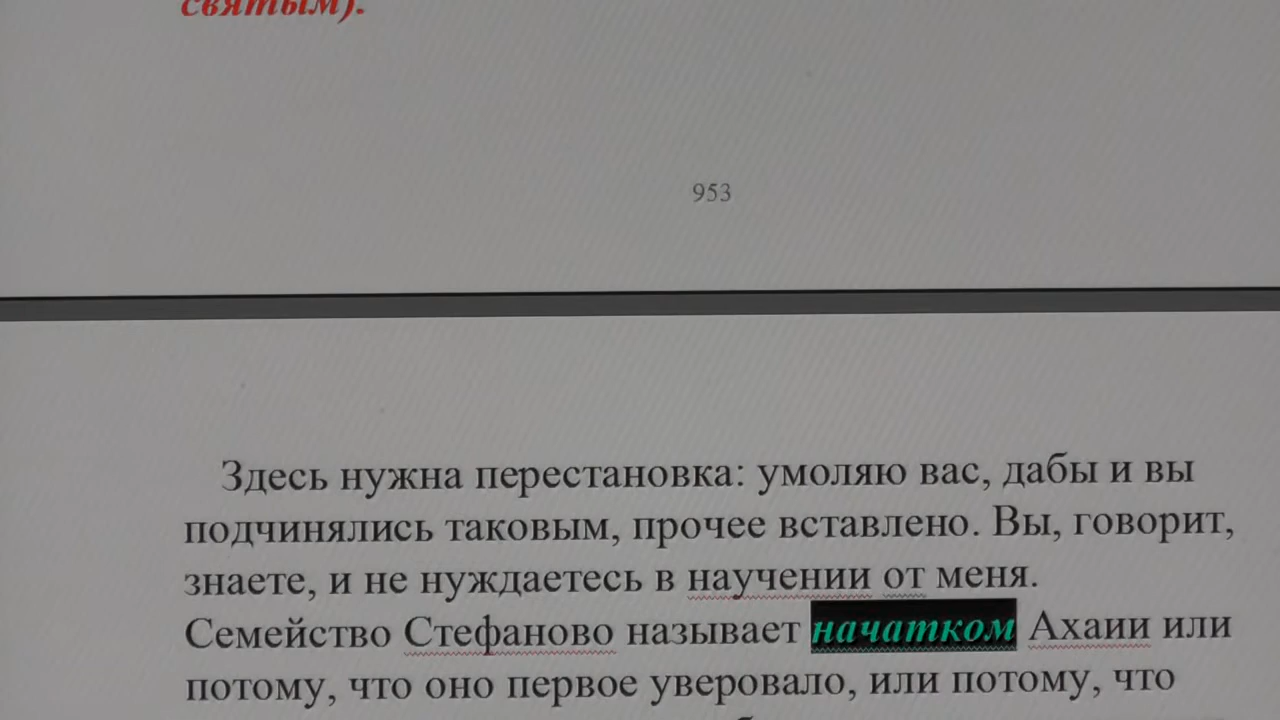 святым).
953
Здесь нужна перестановка: умоляю вас, дабы и вы
подчинялись таковым, прочее вставлено. Вы, говорит,
знаете, и не нуждаетесь в научении от меня.
Семейство Стефаново называет начатком Ахаии или
потому, что оно первое уверовало, или потому, что